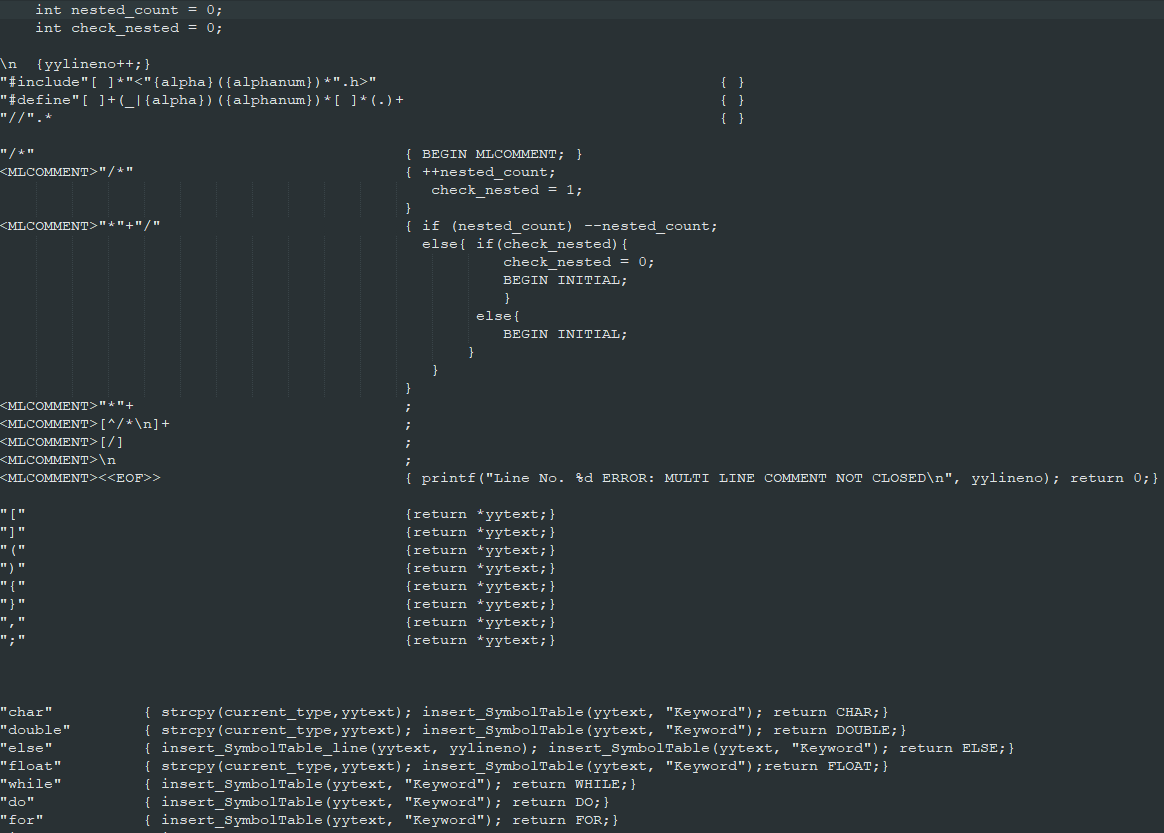 int nested_count = 0;
int check_nested = 0;
\n {yylineno++;}
"#include"[ ]*"<"{alpha}({alphanum})*".h>" { }
"#define"[ ]+(_|{alpha})({alphanum})*[ ]*(.)+ { }
"//".* { }
"/*" { BEGIN MLCOMMENT; }
<MLCOMMENT>"/*" { ++nested_count;
check_nested = 1;
}
<MLCOMMENT>"*"+"/" { if (nested_count) --nested_count;
else{ if(check_nested){
check_nested = 0;
BEGIN INITIAL;
}
else{
BEGIN INITIAL;
}
}
}
<MLCOMMENT>"*"+ ;
<MLCOMMENT>[^/*\n]+ ;
<MLCOMMENT>[/] ;
<MLCOMMENT>\n ;
<MLCOMMENT><<EOF>> { printf("Line No. %d ERROR: MULTI LINE COMMENT NOT CLOSED\n", yylineno); return 0;}
"[" {return *yytext;}
"]" {return *yytext;}
"(" {return *yytext;}
")" {return *yytext;}
"{" {return *yytext;}
"}" {return *yytext;}
"," {return *yytext;}
";" {return *yytext;}
"char" { strcpy(current_type,yytext); insert_SymbolTable(yytext, "Keyword"); return CHAR;}
"double" { strcpy(current_type,yytext); insert_SymbolTable(yytext, "Keyword"); return DOUBLE;}
"else" { insert_SymbolTable_line(yytext, yylineno); insert_SymbolTable(yytext, "Keyword"); return ELSE;}
"float" { strcpy(current_type,yytext); insert_SymbolTable(yytext, "Keyword");return FLOAT;}
"while" { insert_SymbolTable(yytext, "Keyword"); return WHILE;}
"do" { insert_SymbolTable(yytext, "Keyword"); return DO;}
"for" { insert_SymbolTable(yytext, "Keyword"); return FOR;}